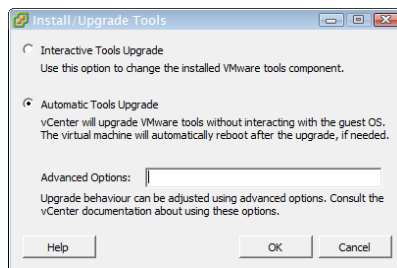 Install/Upgrade Tools
Interactive Tools Upgrade
Use this option to change the installed VMware tools component.
Automatic Tools Upgrade
vCenter will upgrade VMware tools without interacting with the guest OS.
The virtual machine will automatically reboot after the upgrade, if needed.
Advanced Options:
Upgrade behaviour can be adjusted using advanced options. Consult the
vCenter documentation about using these options.
Help OK Cancel